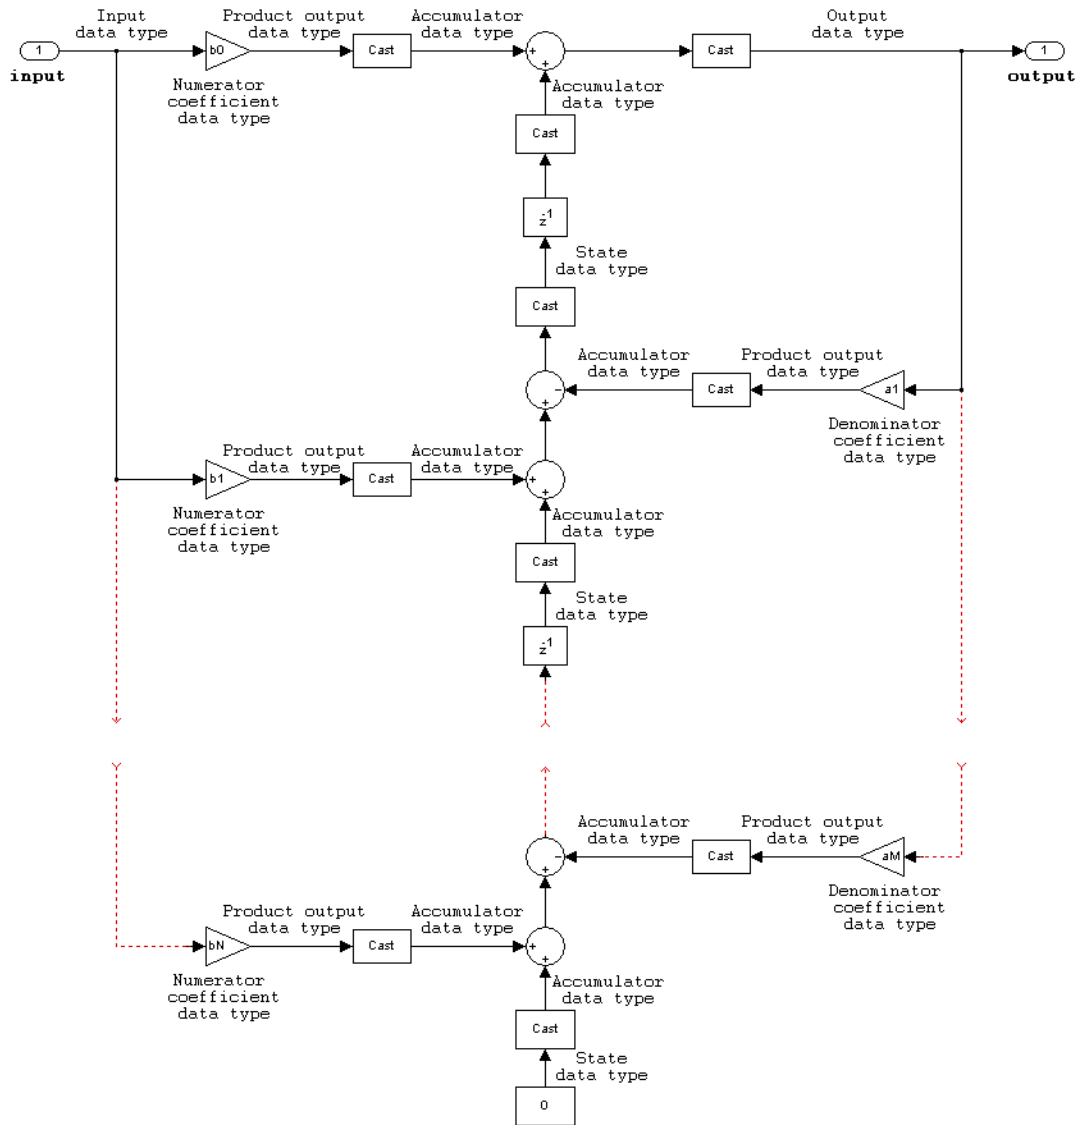 Input
data type
Product output
data type
Accumulator
data type
Output
data type
1
b0
Cast
+
+
Cast
1
input
output
Numerator
coefficient
data type
Accumulator
data type
Cast
z-1
State
data type
Cast
Accumulator
data type
Product output
data type
-
+
Cast
a1
Denominator
coefficient
data type
Product output
data type
Accumulator
data type
b1
Cast
+
+
Numerator
coefficient
data type
Accumulator
data type
Cast
State
data type
z-1
Accumulator
data type
Product output
data type
-
+
Cast
aM
Denominator
coefficient
data type
Product output
data type
Accumulator
data type
bN
Cast
+
+
Numerator
coefficient
data type
Accumulator
data type
Cast
State
data type
0